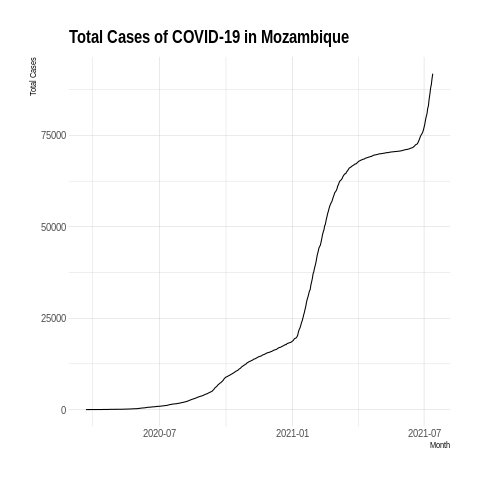 Total Cases of COVID-19 in Mozambique
Total Cases
75000
50000
25000
0
2020-07
2021-01
2021-07
Month